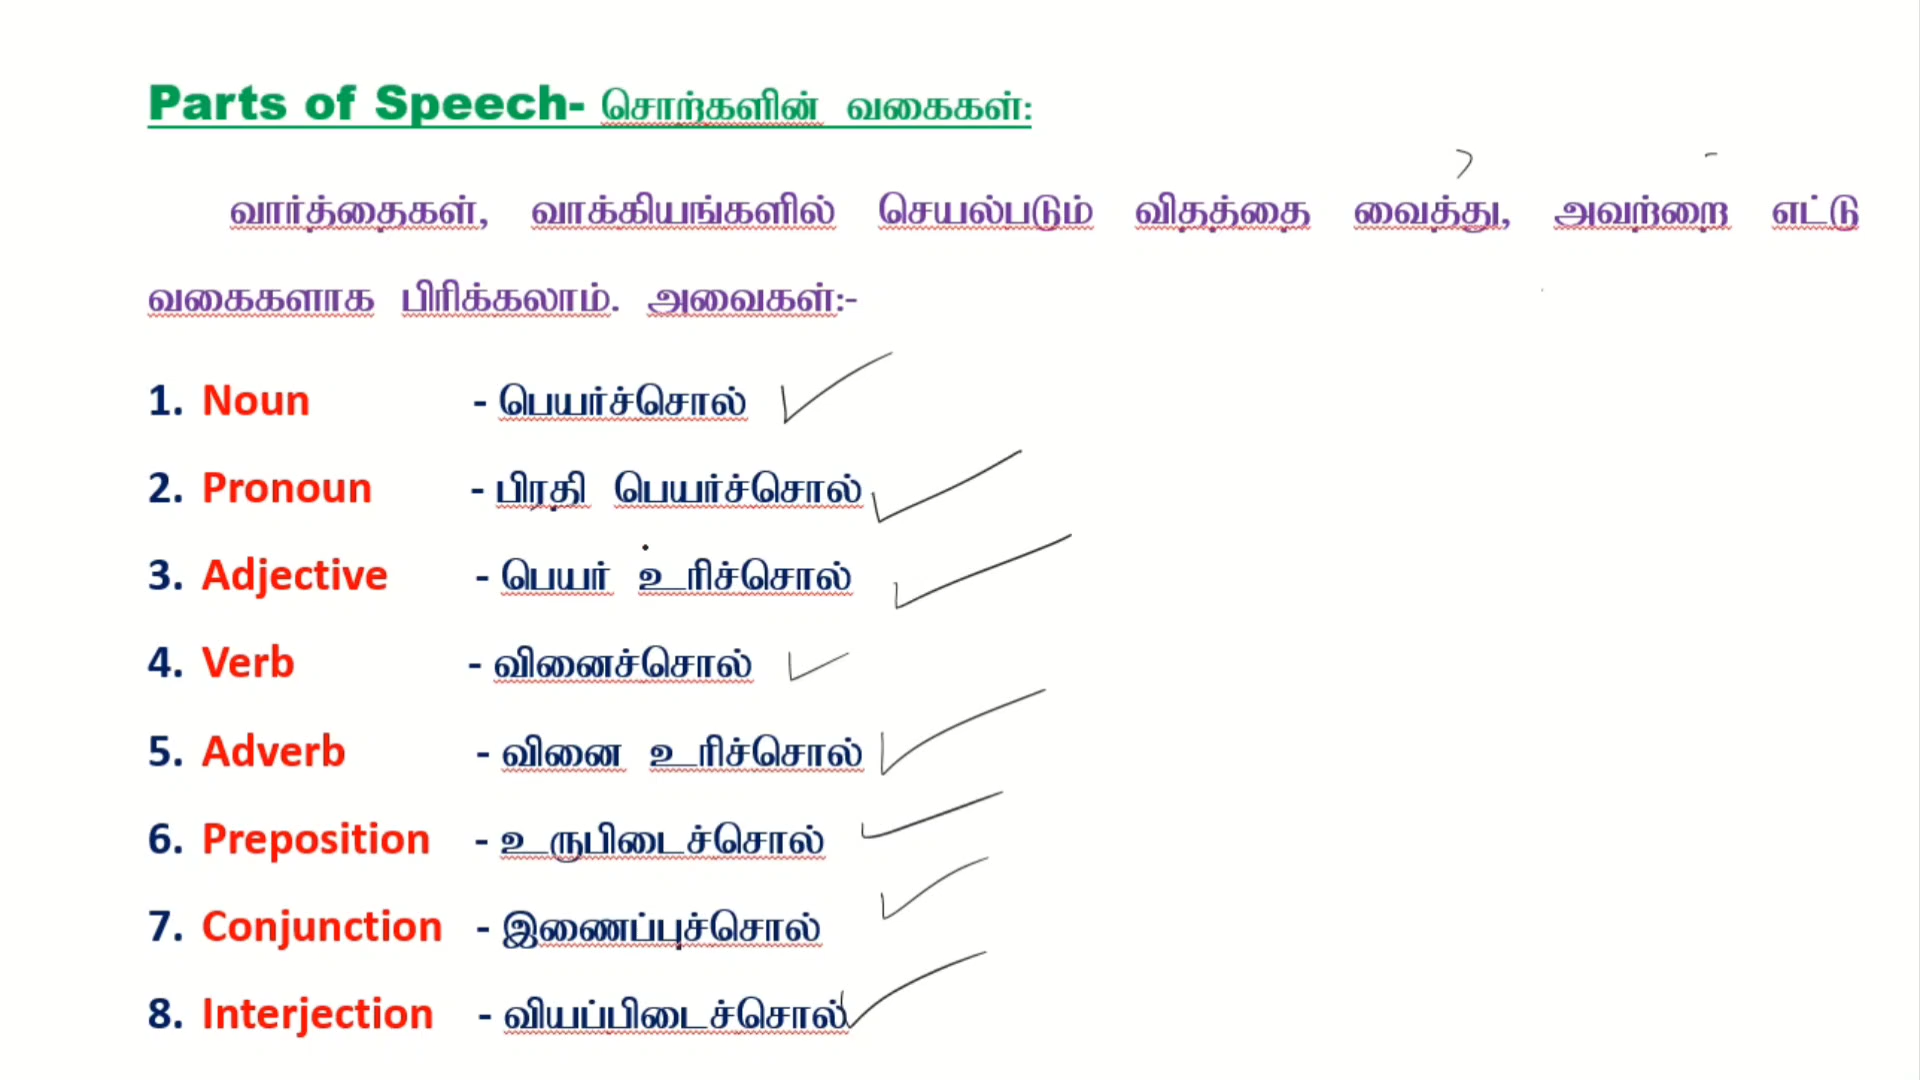 Parts of Speech- சொற்களின் வகைகள்:
வார்த்தைகள், வாக்கியங்களில் செயல்படும் விதத்தை வைத்து, அவற்றை எட்டு
வகைகளாக பிரிக்கலாம். அவைகள்:-
1. Noun - பெயர்ச்சொல்
2. Pronoun - பிரதி பெயர்ச்சொல்
3. Adjective - பெயர் உரிச்சொல்
4. Verb - வினைச்சொல்
5. Adverb - வினை உரிச்சொல்
6. Preposition - உருபிடைச்சொல்
7. Conjunction - இணைப்புச்சொல்
8. Interjection - வியப்பிடைச்சொல்